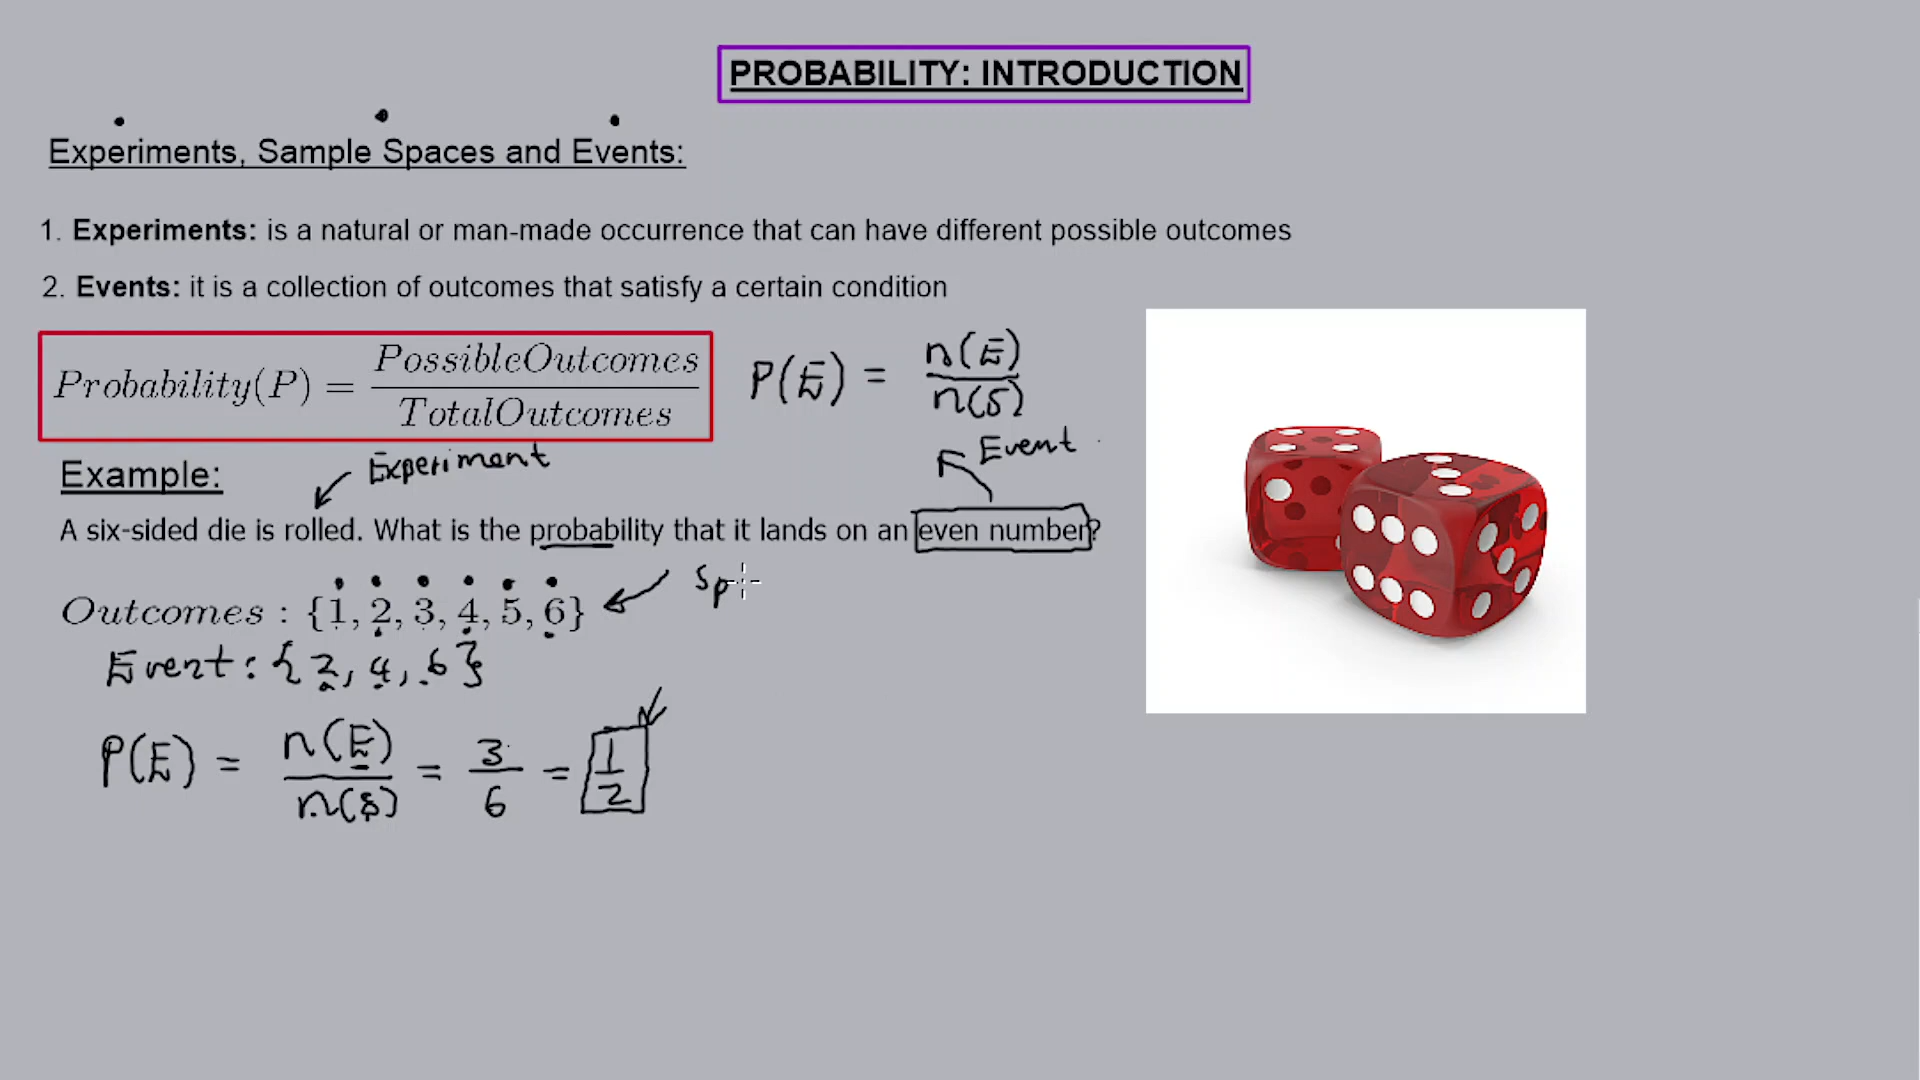 PROBABILITY: INTRODUCTION
Experiments, Sample Spaces and Events:
1. Experiments: is a natural or man-made occurrence that can have different possible outcomes
2. Events: it is a collection of outcomes that satisfy a certain condition
Probability(P) = PossibleOutcomes / TotalOutcomes
P(E) = n(E) / n(S)
Event
Example:
Experiment
A six-sided die is rolled. What is the probability that it lands on an even number?
Sp
Outcomes : {1, 2, 3, 4, 5, 6}
Event: {2, 4, 6}
P(E) = n(E) / n(S) = 3 / 6 = 1 / 2